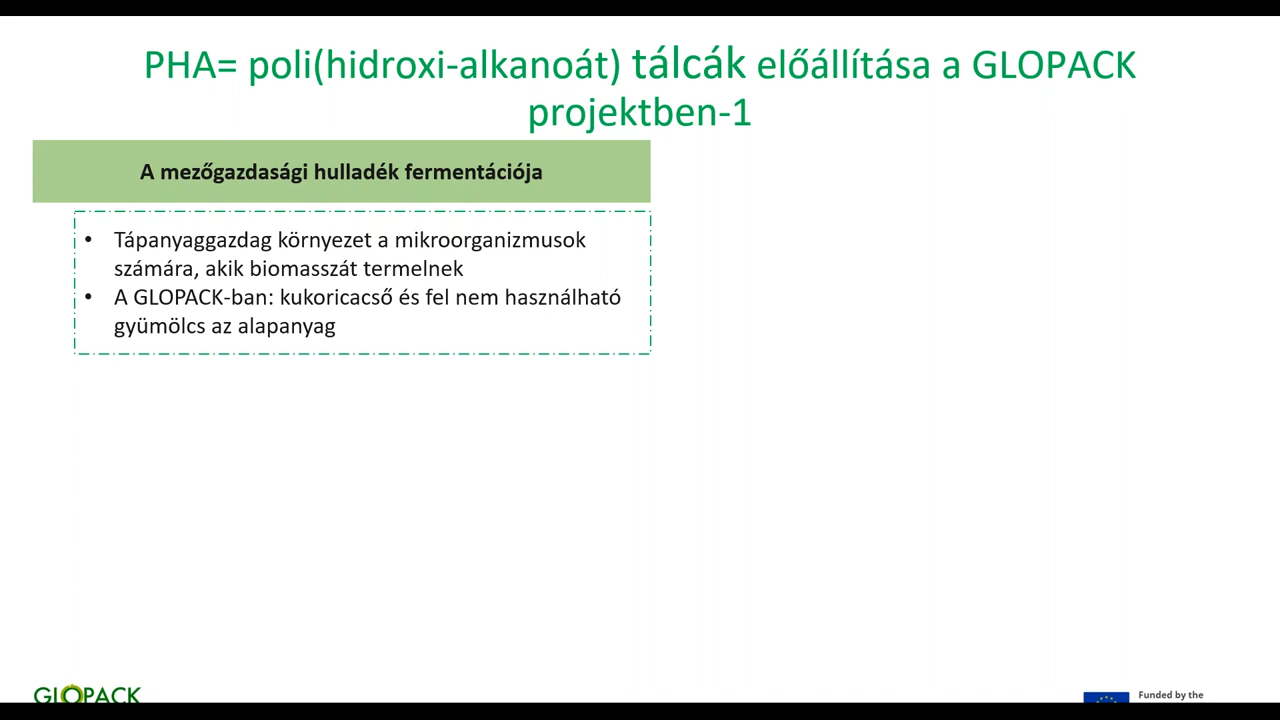 PHA= poli(hidroxi-alkanoát) tálcák előállítása a GLOPACK
projektben-1
A mezőgazdasági hulladék fermentációja
• Tápanyaggazdag környezet a mikroorganizmusok
számára, akik biomasszát termelnek
• A GLOPACK-ban: kukoricacső és fel nem használható
gyümölcs az alapanyag
GLOPACK
Funded by the